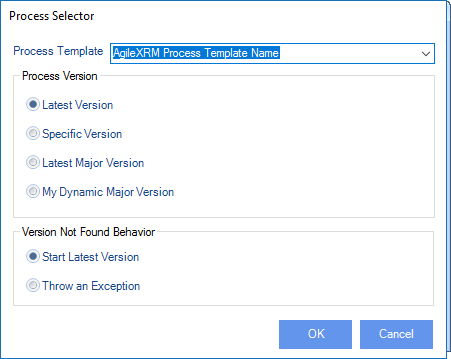 Process Selector
Process Template AgileXRM Process Template Name
Process Version
Latest Version
Specific Version
Latest Major Version
My Dynamic Major Version
Version Not Found Behavior
Start Latest Version
Throw an Exception
OK Cancel